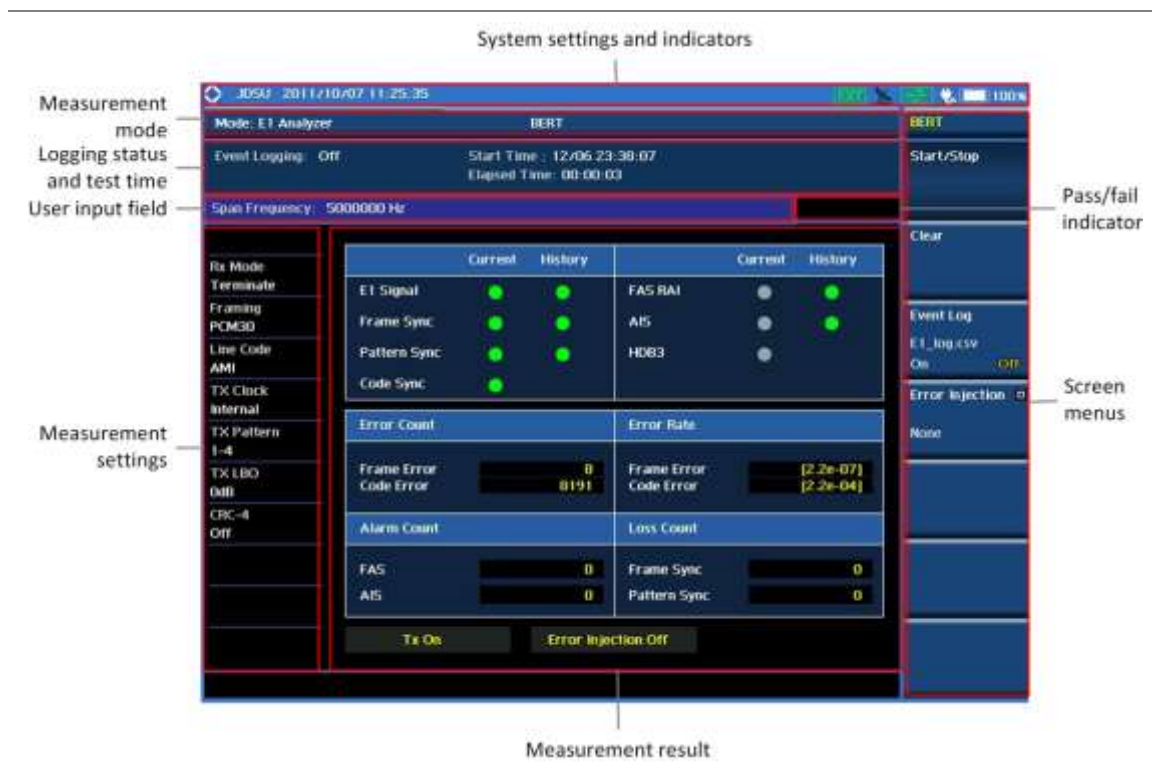 System settings and indicators
JDSU 2011/10/07 11:25:35
EXT
100%
Measurement mode
Mode: E1 Analyzer
BERT
BERT
Logging status and test time
Event Logging: Off
Start Time : 12/06 23:38:07
Elapsed Time: 00:00:03
Start/Stop
User input field
Span Frequency: 5000000 Hz
Pass/fail indicator
Clear
Rx Mode
Terminate
Framing
PCM30
Line Code
AMI
TX Clock
Internal
TX Pattern
1-4
TX LBO
0dB
CRC-4
Off
Measurement settings
Current History
Current History
E1 Signal
FAS RAI
Frame Sync
AIS
Pattern Sync
HDB3
Code Sync
Error Count
Error Rate
Frame Error 8
Frame Error [2.2e-07]
Code Error 8191
Code Error [2.2e-04]
Alarm Count
Loss Count
FAS 0
Frame Sync 0
AIS 0
Pattern Sync 0
Tx On
Error Injection Off
Event Log
E1_log.csv
On Off
Error Injection
None
Screen menus
Measurement result